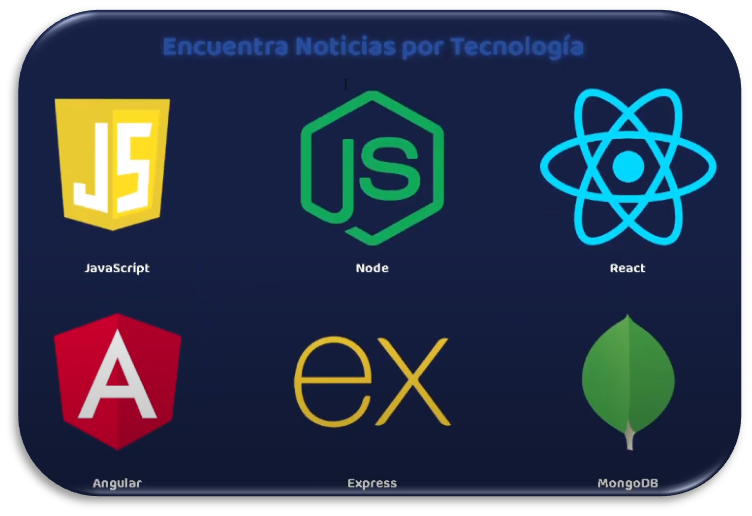 Encuentra Noticias por Tecnología
JS
JS
JavaScript
Node
React
A
ex
Angular
Express
MongoDB